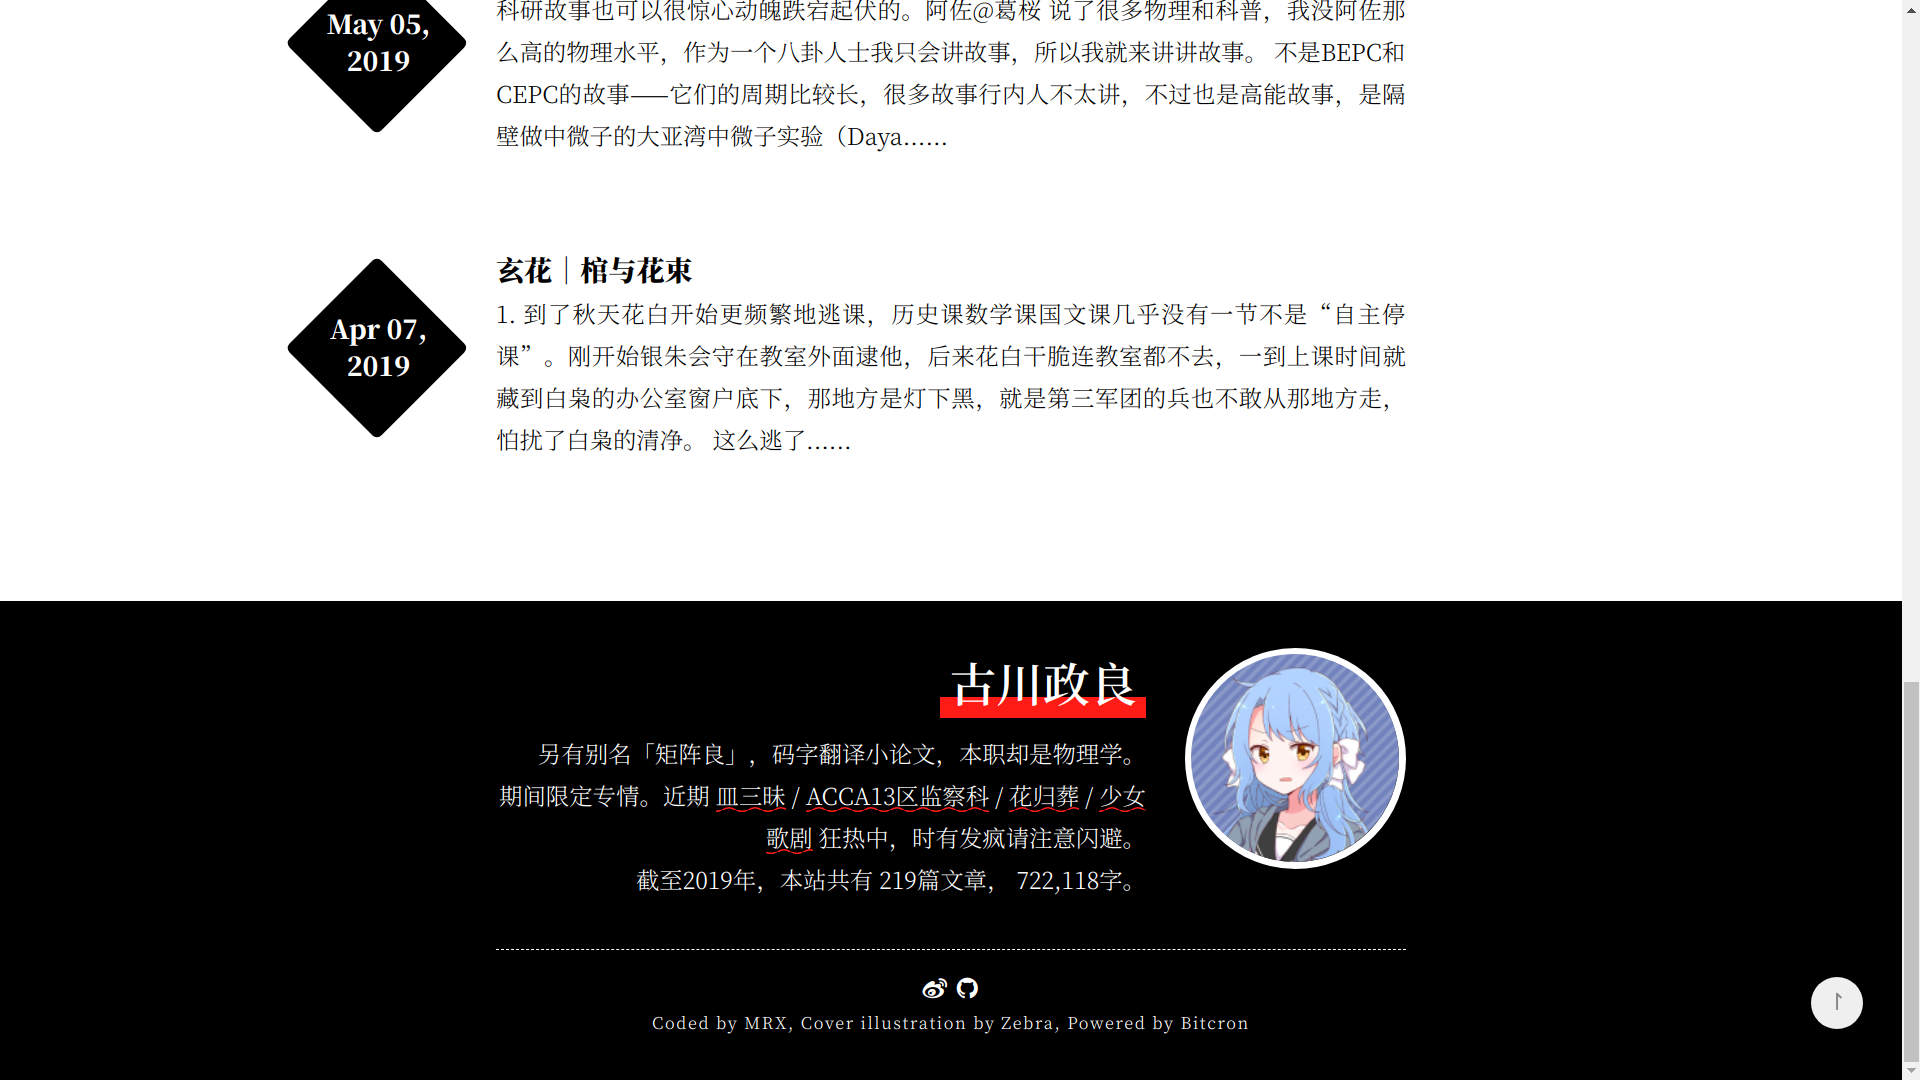 May 05,
2019
科研故事也可以很惊心动魄跌宕起伏的。阿佐@葛桜 说了很多物理和科普，我没阿佐那
么高的物理水平，作为一个八卦人士我只会讲故事，所以我就来讲讲故事。 不是BEPC和
CEPC的故事——它们的周期比较长，很多故事行内人不太讲，不过也是高能故事，是隔
壁做中微子的大亚湾中微子实验（Daya……
Apr 07,
2019
玄花｜棺与花束
1. 到了秋天花白开始更频繁地逃课，历史课数学课国文课几乎没有一节不是“自主停
课”。刚开始银朱会守在教室外面逮他，后来花白干脆连教室都不去，一到上课时间就
藏到白枭的办公室窗户底下，那地方是灯下黑，就是第三军团的兵也不敢从那地方走，
怕扰了白枭的清净。 这么逃了……
古川政良
另有别名「矩阵良」，码字翻译小论文，本职却是物理学。
期间限定专情。近期 皿三昧 / ACCA13区监察科 / 花归葬 / 少女
歌剧 狂热中，时有发疯请注意闪避。
截至2019年，本站共有 219篇文章， 722,118字。
Coded by MRX, Cover illustration by Zebra, Powered by Bitcron